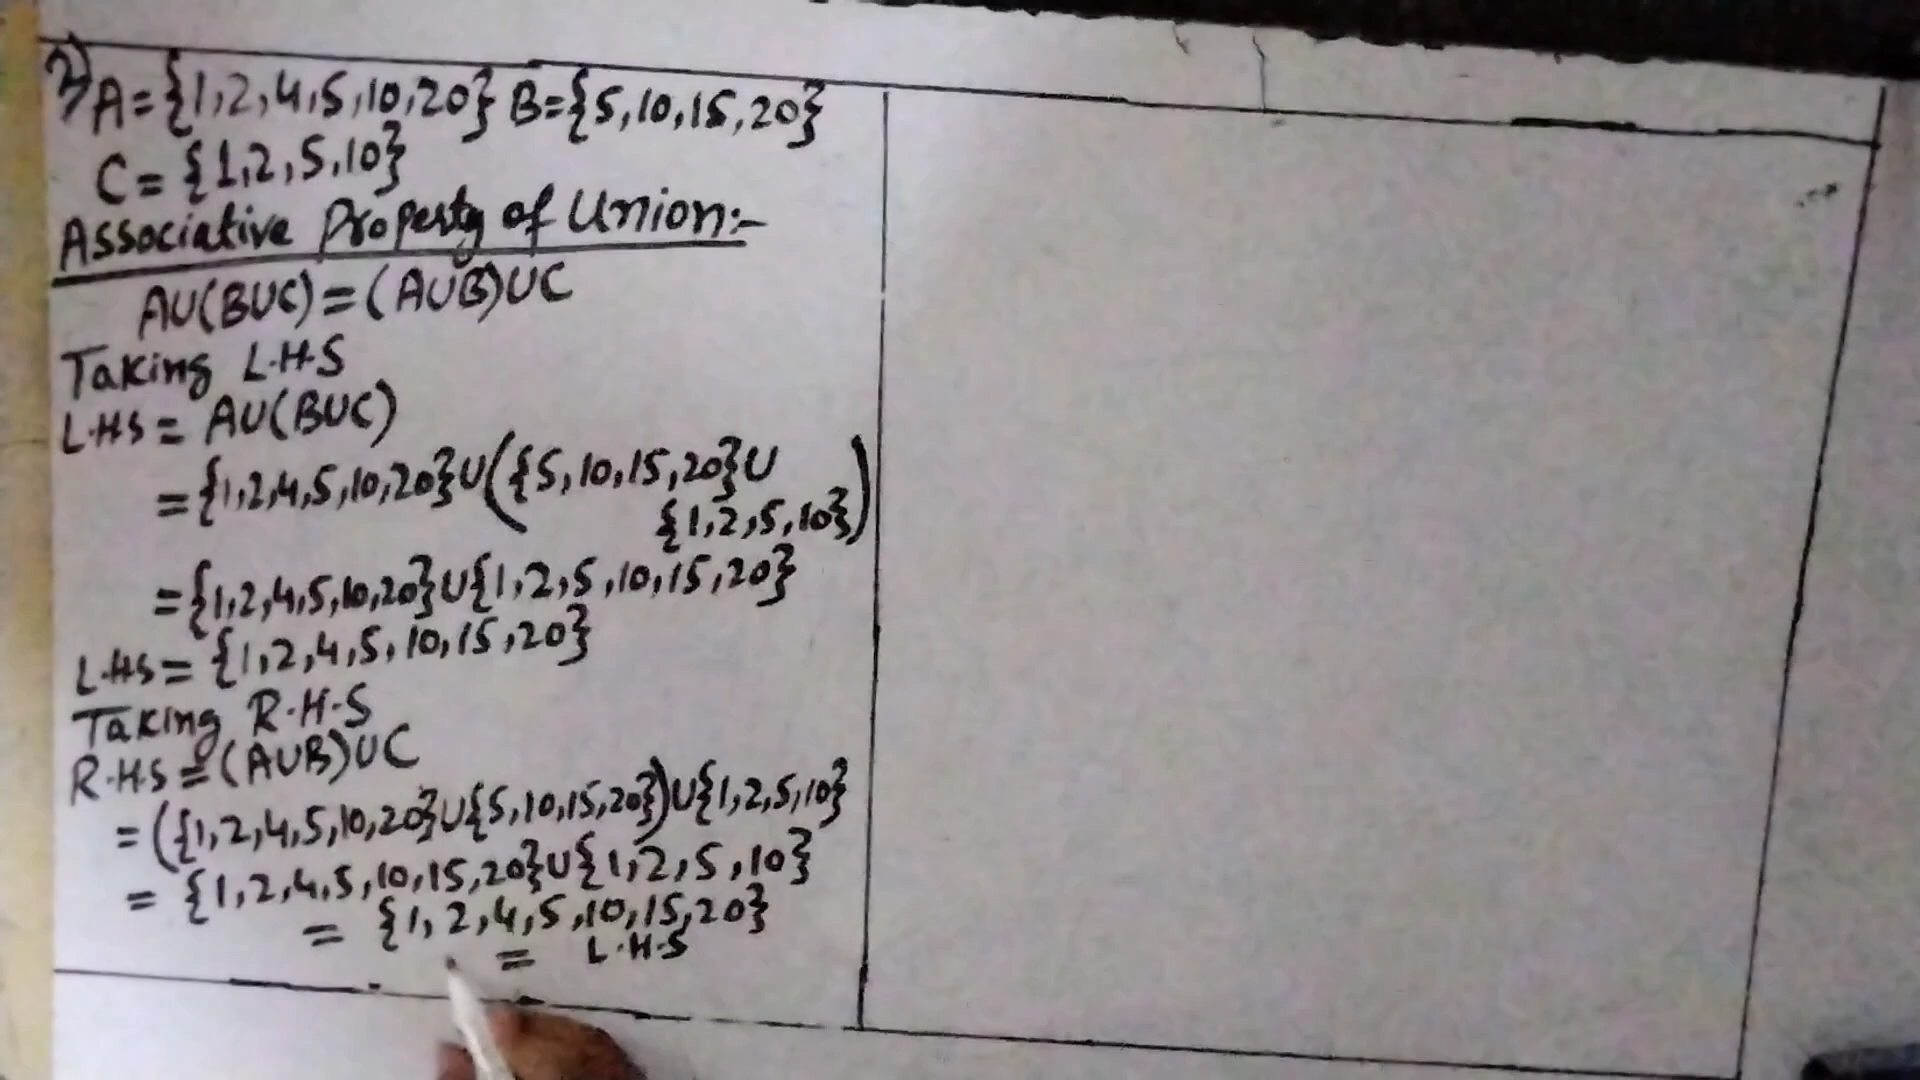 2) A = {1,2,4,5,10,20} B={5,10,15,20}
C = {1,2,5,10}
Associative Property of Union:-
AU(BUC) = (AUB)UC
Taking L.H.S
L.H.S = AU(BUC)
= {1,2,4,5,10,20}U({5,10,15,20}U
{1,2,5,10})
= {1,2,4,5,10,20}U{1,2,5,10,15,20}
L.H.S = {1,2,4,5,10,15,20}
Taking R.H.S
R.H.S = (AUB)UC
= ({1,2,4,5,10,20}U{5,10,15,20})U{1,2,5,10}
= {1,2,4,5,10,15,20}U{1,2,5,10}
= {1,2,4,5,10,15,20}
= L.H.S